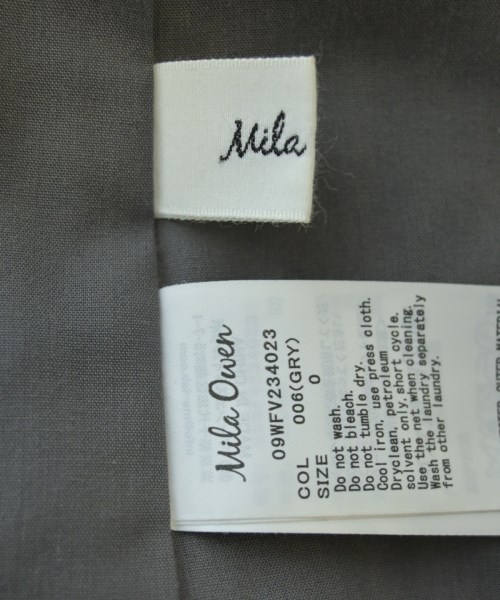 Mila
Mila Owen
09WFV234023
COL 006(GRY)
SIZE 0
Do not wash.
Do not bleach.
Do not tumble dry.
Cool iron, use press cloth.
Dryclean, petroleum
solvent only,short cycle.
Use the net when cleaning.
Wash the laundry separately
from other laundry.